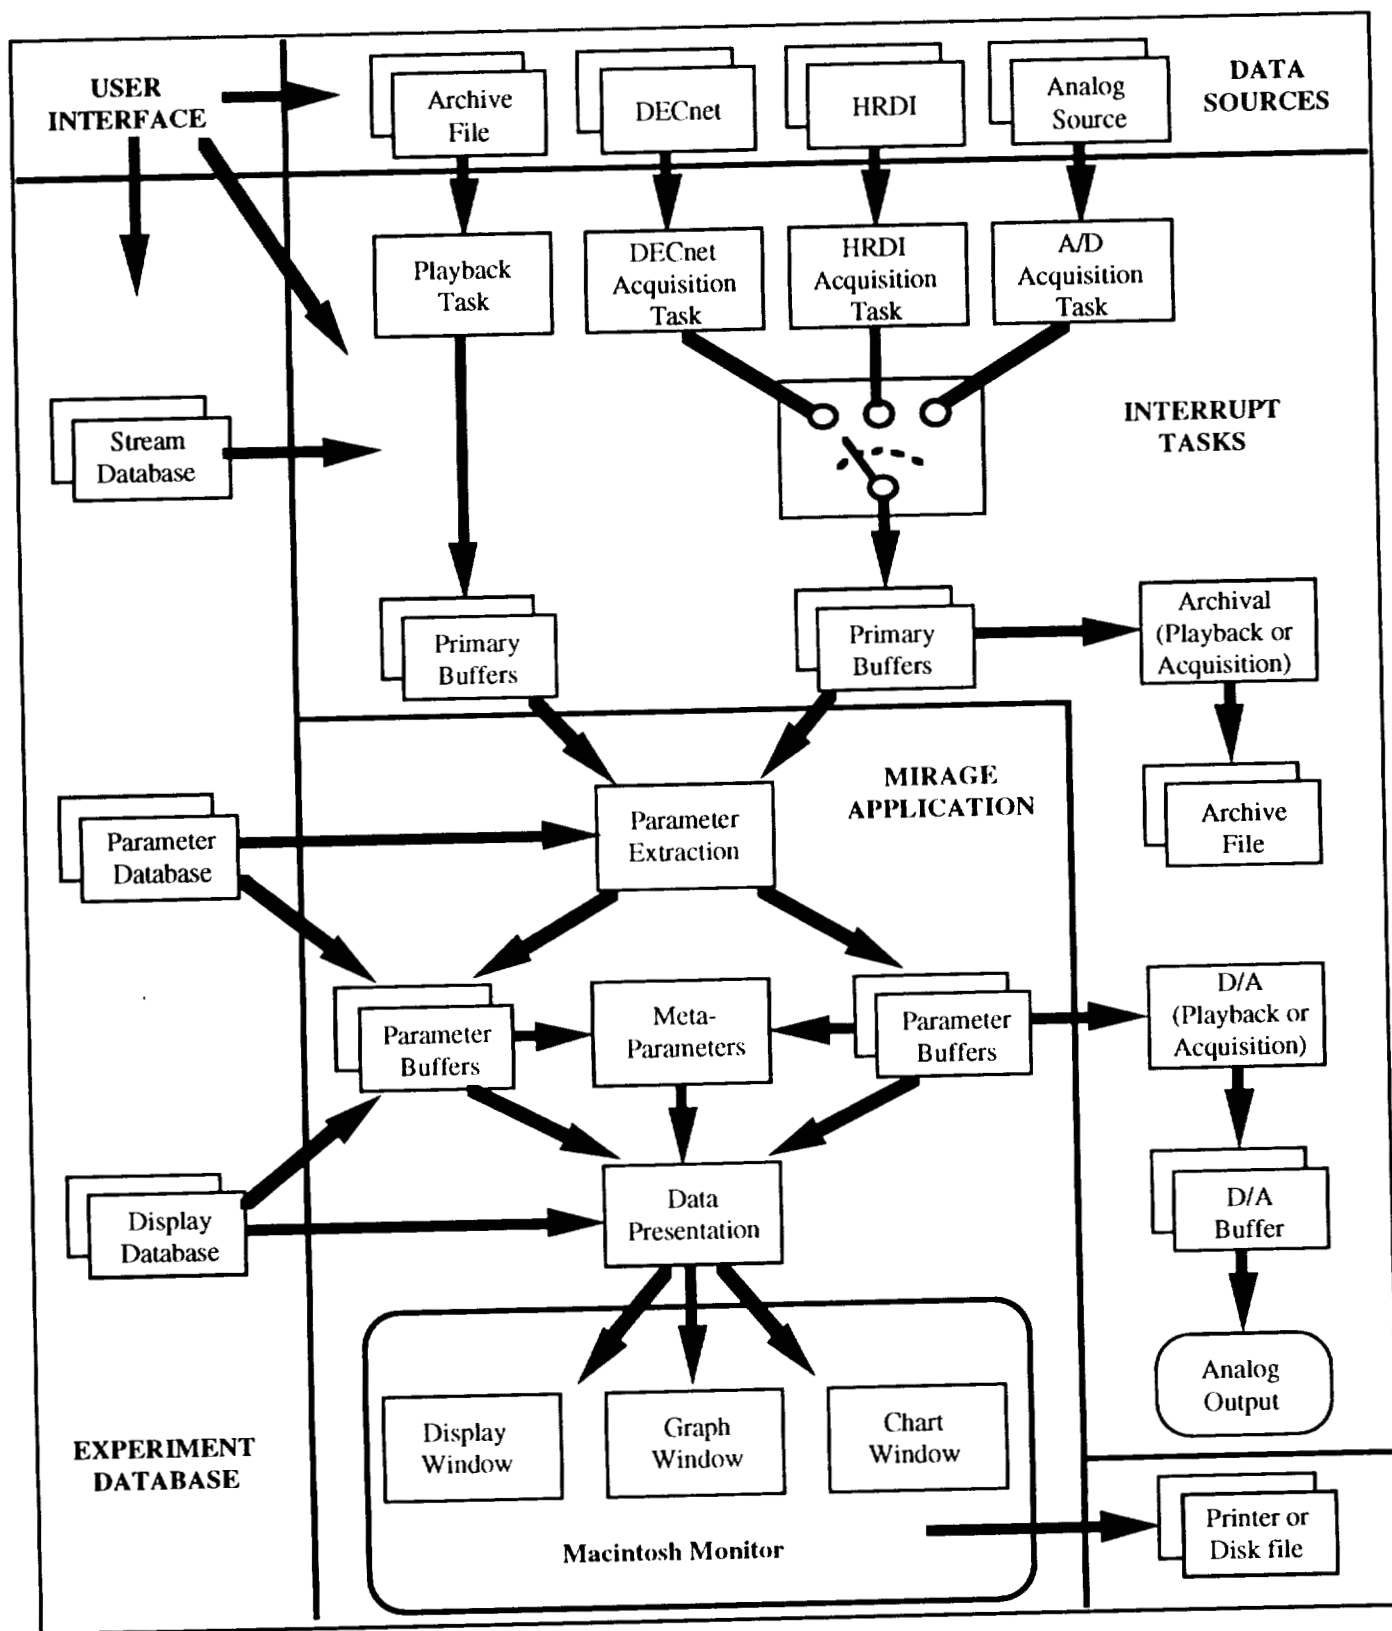 USER
INTERFACE
Archive
File
DECnet
HRDI
Analog
Source
DATA
SOURCES
Playback
Task
DECnet
Acquisition
Task
HRDI
Acquisition
Task
A/D
Acquisition
Task
INTERRUPT
TASKS
Stream
Database
Primary
Buffers
Primary
Buffers
Archival
(Playback or
Acquisition)
MIRAGE
APPLICATION
Archive
File
Parameter
Database
Parameter
Extraction
Parameter
Buffers
Meta-
Parameters
Parameter
Buffers
D/A
(Playback or
Acquisition)
Display
Database
Data
Presentation
D/A
Buffer
Analog
Output
Display
Window
Graph
Window
Chart
Window
EXPERIMENT
DATABASE
Macintosh Monitor
Printer or
Disk file